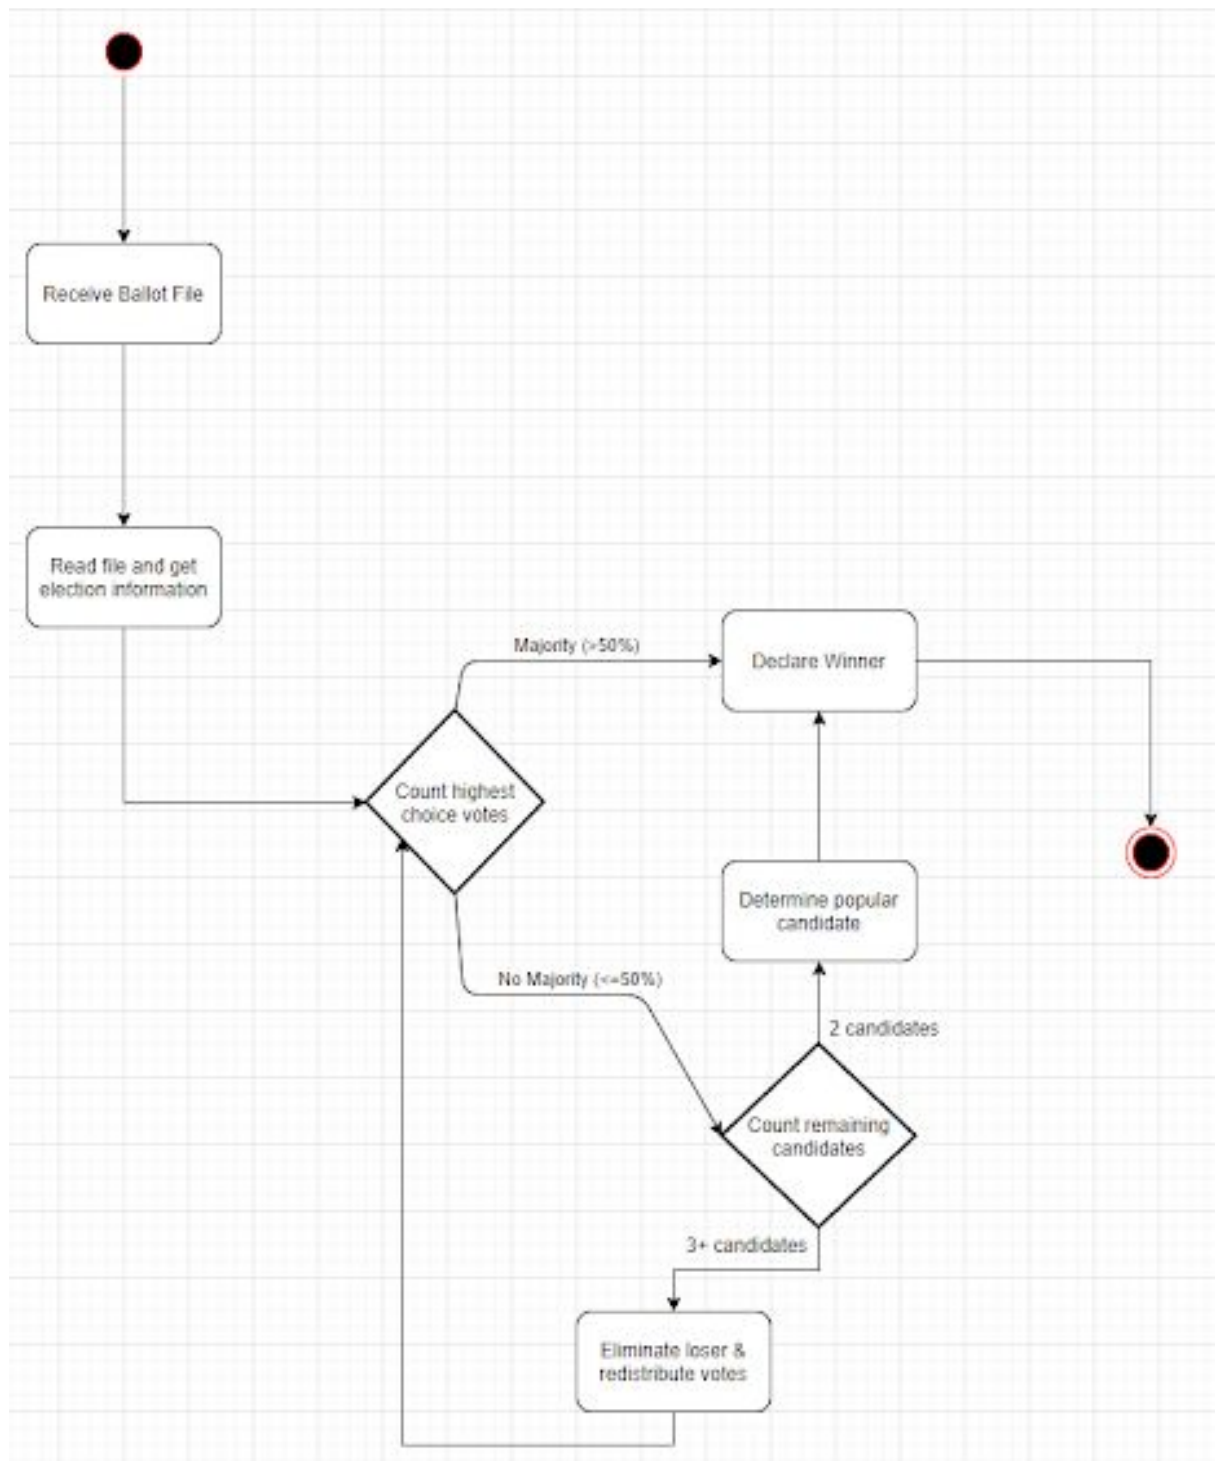 Receive Ballot File
Read file and get
election information
Majority (>50%)
Declare Winner
Count highest
choice votes
Determine popular
candidate
No Majority (<=50%)
2 candidates
Count remaining
candidates
3+ candidates
Eliminate loser &
redistribute votes